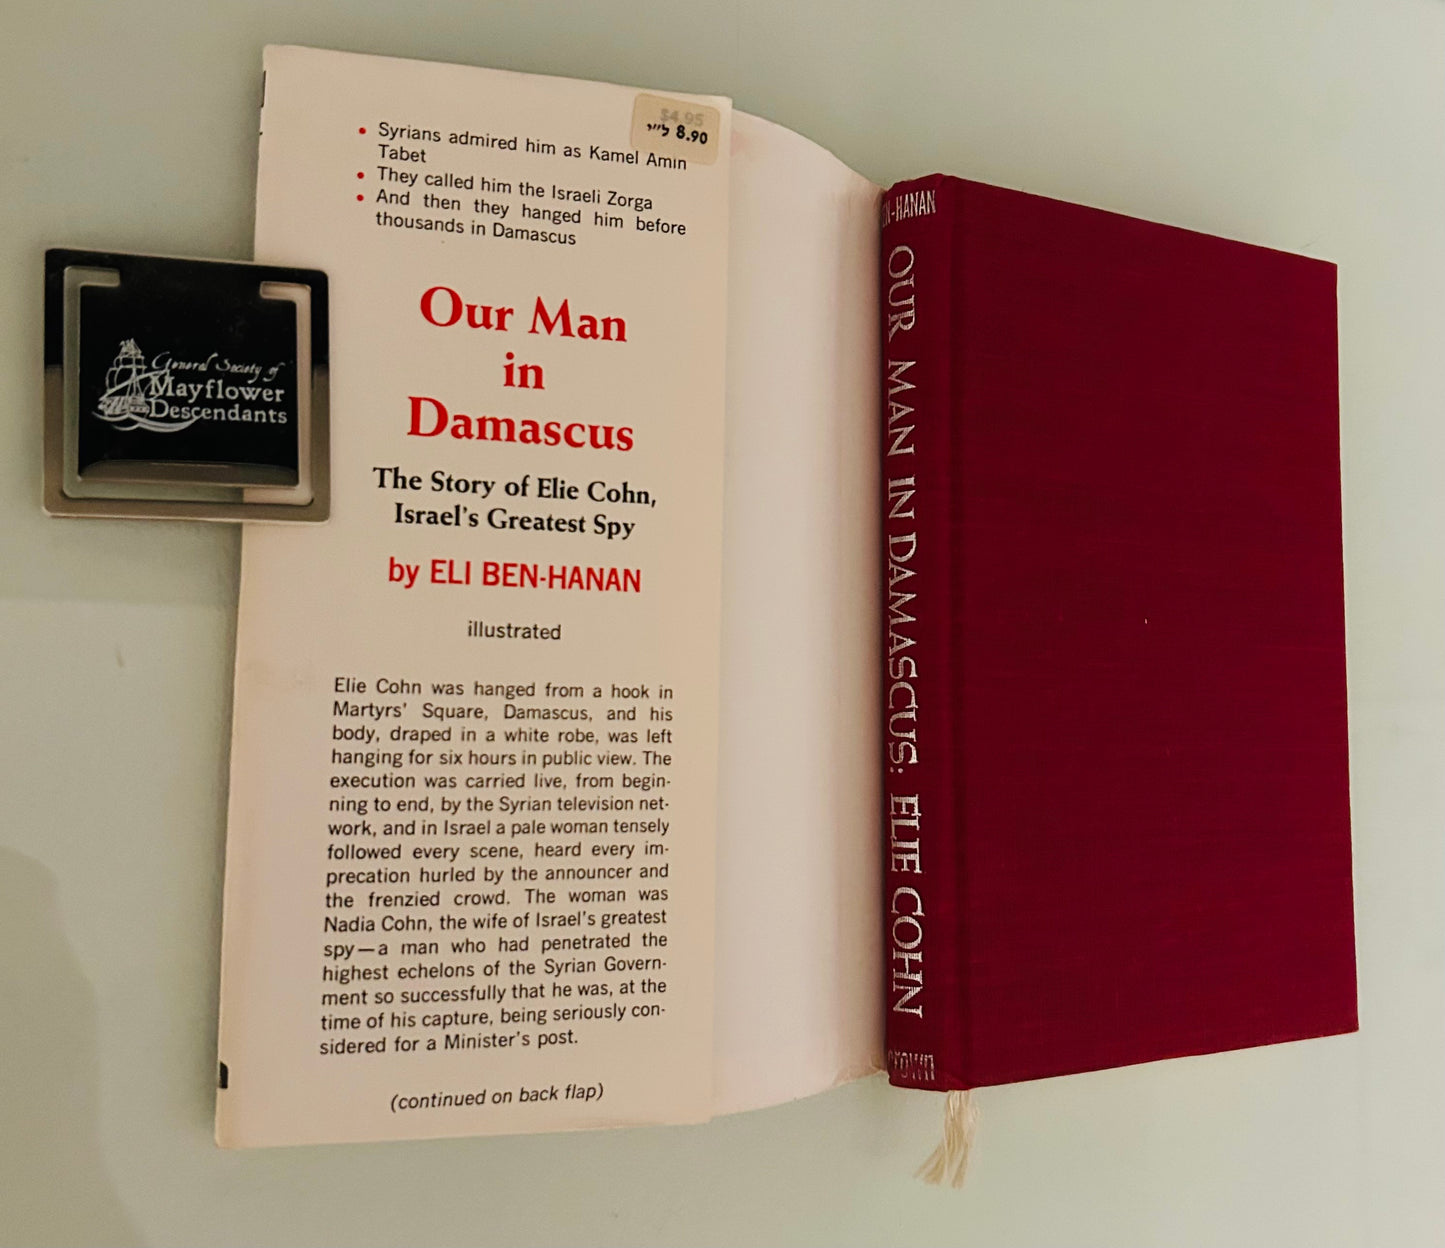 $4.95
ל"י 8.90
• Syrians admired him as Kamel Amin
Tabet
• They called him the Israeli Zorga
• And then they hanged him before
thousands in Damascus
Our Man
in
Damascus
The Story of Elie Cohn,
Israel's Greatest Spy
by ELI BEN-HANAN
illustrated
Elie Cohn was hanged from a hook in
Martyrs' Square, Damascus, and his
body, draped in a white robe, was left
hanging for six hours in public view. The
execution was carried live, from begin-
ning to end, by the Syrian television net-
work, and in Israel a pale woman tensely
followed every scene, heard every im-
precation hurled by the announcer and
the frenzied crowd. The woman was
Nadia Cohn, the wife of Israel's greatest
spy—a man who had penetrated the
highest echelons of the Syrian Govern-
ment so successfully that he was, at the
time of his capture, being seriously con-
sidered for a Minister's post.
(continued on back flap)
General Society of
Mayflower
Descendants
EN-HANAN
OUR MAN IN DAMASCUS: ELIE COHN
CROWN